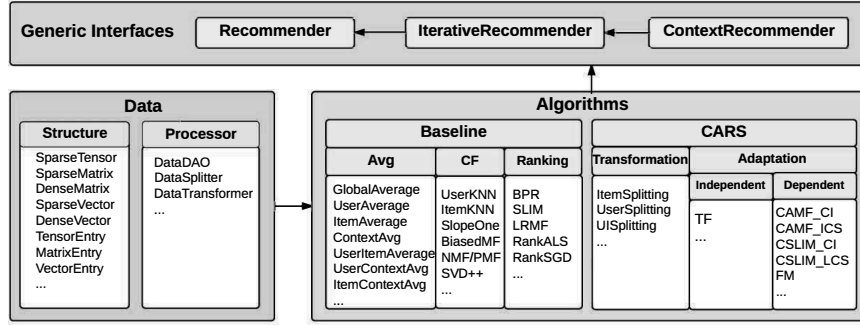 Generic Interfaces
Recommender
IterativeRecommender
ContextRecommender
Data
Structure
SparseTensor
SparseMatrix
DenseMatrix
SparseVector
DenseVector
TensorEntry
MatrixEntry
VectorEntry
...
Processor
DataDAO
DataSplitter
DataTransformer
...
Algorithms
Baseline
Avg
GlobalAverage
UserAverage
ItemAverage
ContextAvg
UserItemAverage
UserContextAvg
ItemContextAvg
...
CF
UserKNN
ItemKNN
SlopeOne
BiasedMF
NMF/PMF
SVD++
...
Ranking
BPR
SLIM
LRMF
RankALS
RankSGD
...
CARS
Transformation
ItemSplitting
UserSplitting
UISplitting
...
Adaptation
Independent
TF
...
Dependent
CAMF_CI
CAMF_ICS
CSLIM_CI
CSLIM_LCS
FM
...